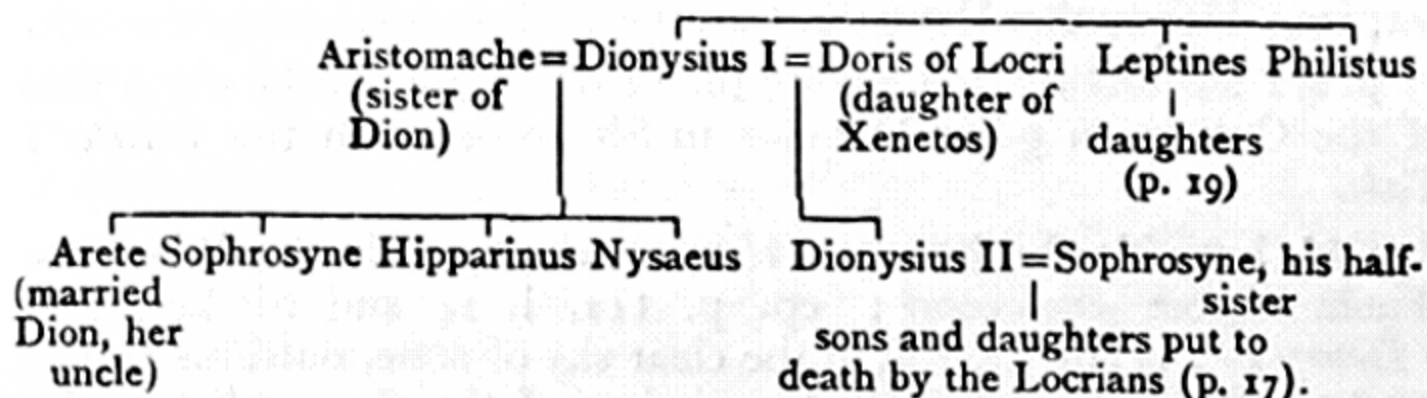 Aristomache = Dionysius I = Doris of Locri Leptines Philistus
(sister of (daughter of
Dion) Xenetos) daughters
(p. 19)
Arete Sophrosyne Hipparinus Nysaeus Dionysius II = Sophrosyne, his half-
(married sister
Dion, her sons and daughters put to
uncle) death by the Locrians (p. 17).